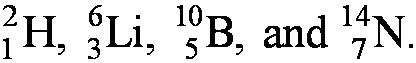 ²₁H, ⁶₃Li, ¹⁰₅B, and ¹⁴₇N.